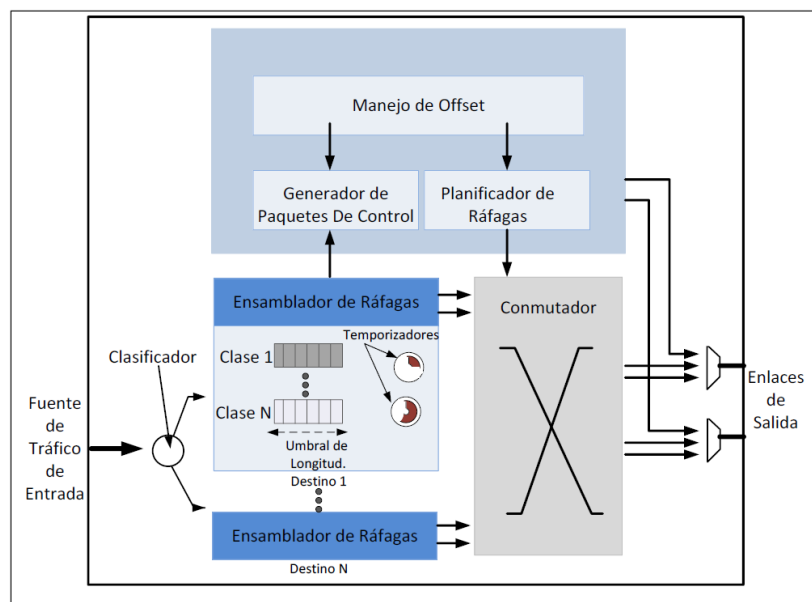 Manejo de Offset
Generador de
Paquetes De Control
Planificador de
Ráfagas
Ensamblador de Ráfagas
Conmutador
Temporizadores
Clasificador
Clase 1
Clase N
Umbral de
Longitud.
Destino 1
Fuente
de
Tráfico
de
Entrada
Enlaces
de
Salida
Ensamblador de Ráfagas
Destino N